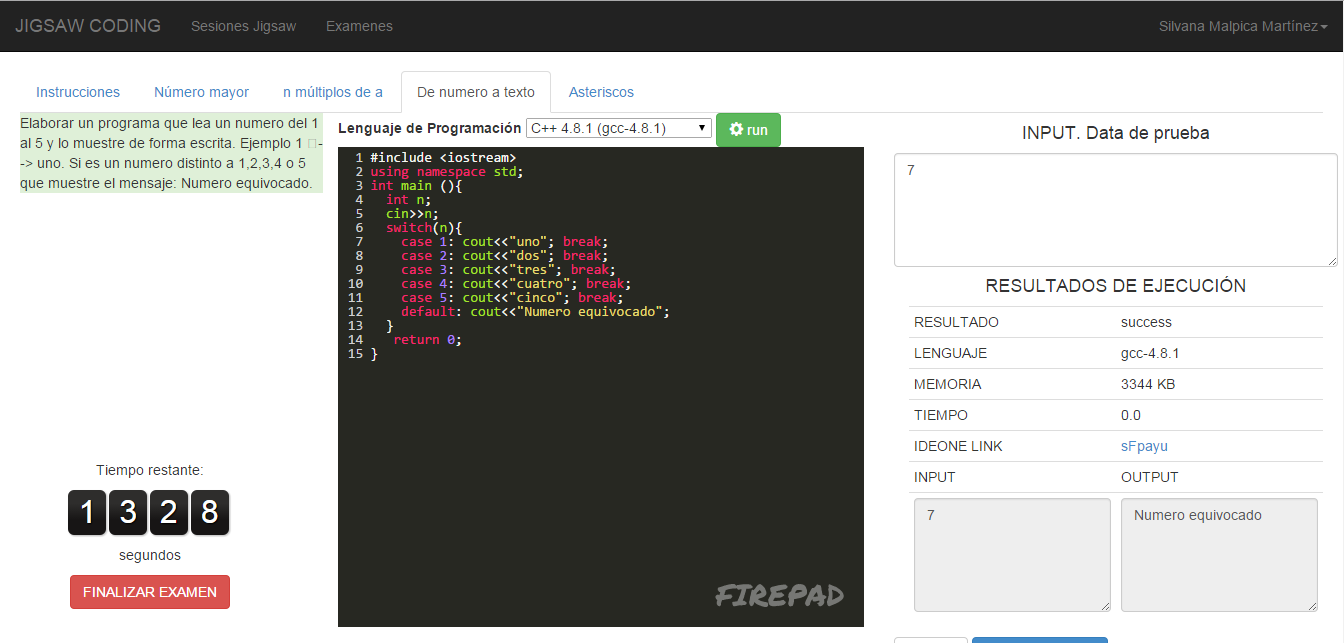 JIGSAW CODING Sesiones Jigsaw Examenes Silvana Malpica Martínez
Instrucciones Número mayor n múltiplos de a De numero a texto Asteriscos
Elaborar un programa que lea un numero del 1
al 5 y lo muestre de forma escrita. Ejemplo 1 -
-> uno. Si es un numero distinto a 1,2,3,4 o 5
que muestre el mensaje: Numero equivocado.
Lenguaje de Programación C++ 4.8.1 (gcc-4.8.1) run
1 #include <iostream>
2 using namespace std;
3 int main (){
4 int n;
5 cin>>n;
6 switch(n){
7 case 1: cout<<"uno"; break;
8 case 2: cout<<"dos"; break;
9 case 3: cout<<"tres"; break;
10 case 4: cout<<"cuatro"; break;
11 case 5: cout<<"cinco"; break;
12 default: cout<<"Numero equivocado";
13 }
14 return 0;
15 }
FIREPAD
Tiempo restante:
1 3 2 8
segundos
FINALIZAR EXAMEN
INPUT. Data de prueba
7
RESULTADOS DE EJECUCIÓN
RESULTADO success
LENGUAJE gcc-4.8.1
MEMORIA 3344 KB
TIEMPO 0.0
IDEONE LINK sFpayu
INPUT OUTPUT
7 Numero equivocado